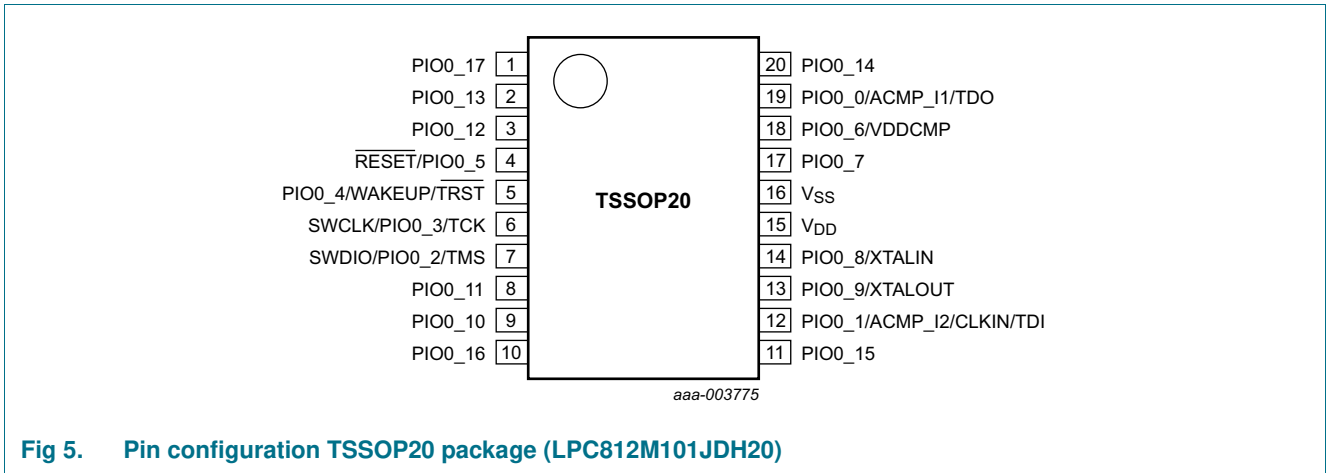 PIO0_17 1
PIO0_13 2
PIO0_12 3
RESET/PIO0_5 4
PIO0_4/WAKEUP/TRST 5
SWCLK/PIO0_3/TCK 6
SWDIO/PIO0_2/TMS 7
PIO0_11 8
PIO0_10 9
PIO0_16 10
TSSOP20
20 PIO0_14
19 PIO0_0/ACMP_I1/TDO
18 PIO0_6/VDDCMP
17 PIO0_7
16 VSS
15 VDD
14 PIO0_8/XTALIN
13 PIO0_9/XTALOUT
12 PIO0_1/ACMP_I2/CLKIN/TDI
11 PIO0_15
aaa-003775
Fig 5. Pin configuration TSSOP20 package (LPC812M101JDH20)